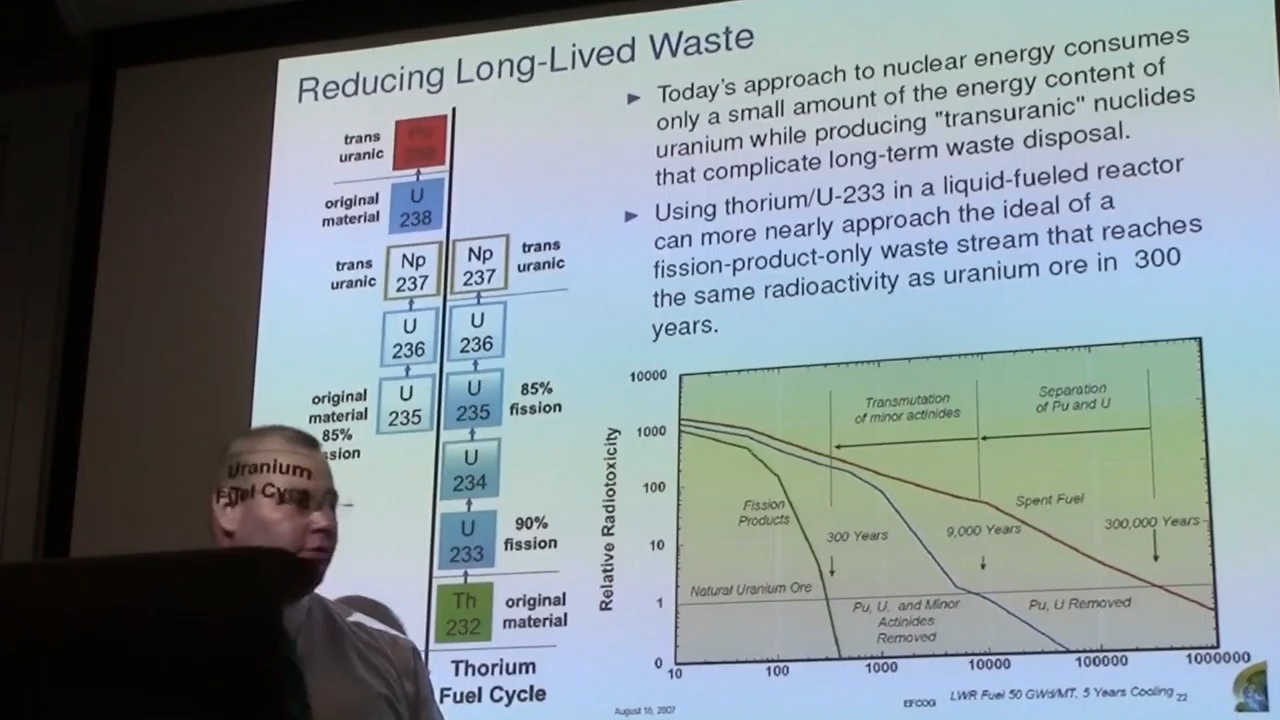 Reducing Long-Lived Waste
► Today's approach to nuclear energy consumes
only a small amount of the energy content of
uranium while producing "transuranic" nuclides
that complicate long-term waste disposal.
► Using thorium/U-233 in a liquid-fueled reactor
can more nearly approach the ideal of a
fission-product-only waste stream that reaches
the same radioactivity as uranium ore in 300
years.
trans
uranic
original
material
U
238
trans
uranic
Np
237
Np
237
trans
uranic
U
236
U
236
original
material
85%
U
235
U
235
85%
fission
U
234
U
233
90%
fission
Th
232
original
material
Uranium
Fuel
Thorium
Fuel Cycle
Relative Radiotoxicity
10000
1000
100
10
1
0
10
100
1000
10000
100000
1000000
Transmutation
of minor actinides
Separation
of Pu and U
Fission
Products
Spent Fuel
300 Years
9,000 Years
300,000 Years
Natural Uranium Ore
Pu, U, and Minor
Actinides
Removed
Pu, U Removed
August 16, 2007
EFCOG
LWR Fuel 50 GWd/MT, 5 Years Cooling
22